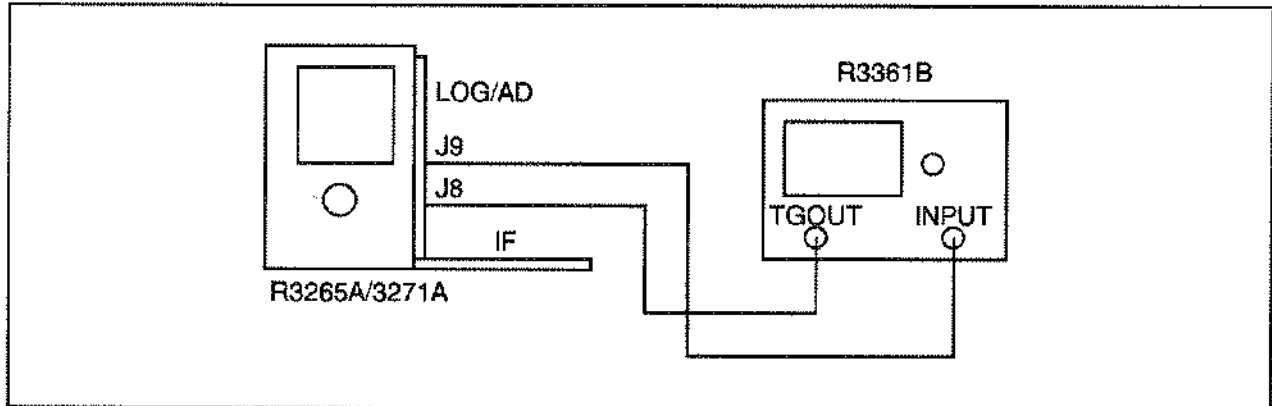 LOG/AD
J9
J8
IF
R3265A/3271A
R3361B
TGOUT
INPUT